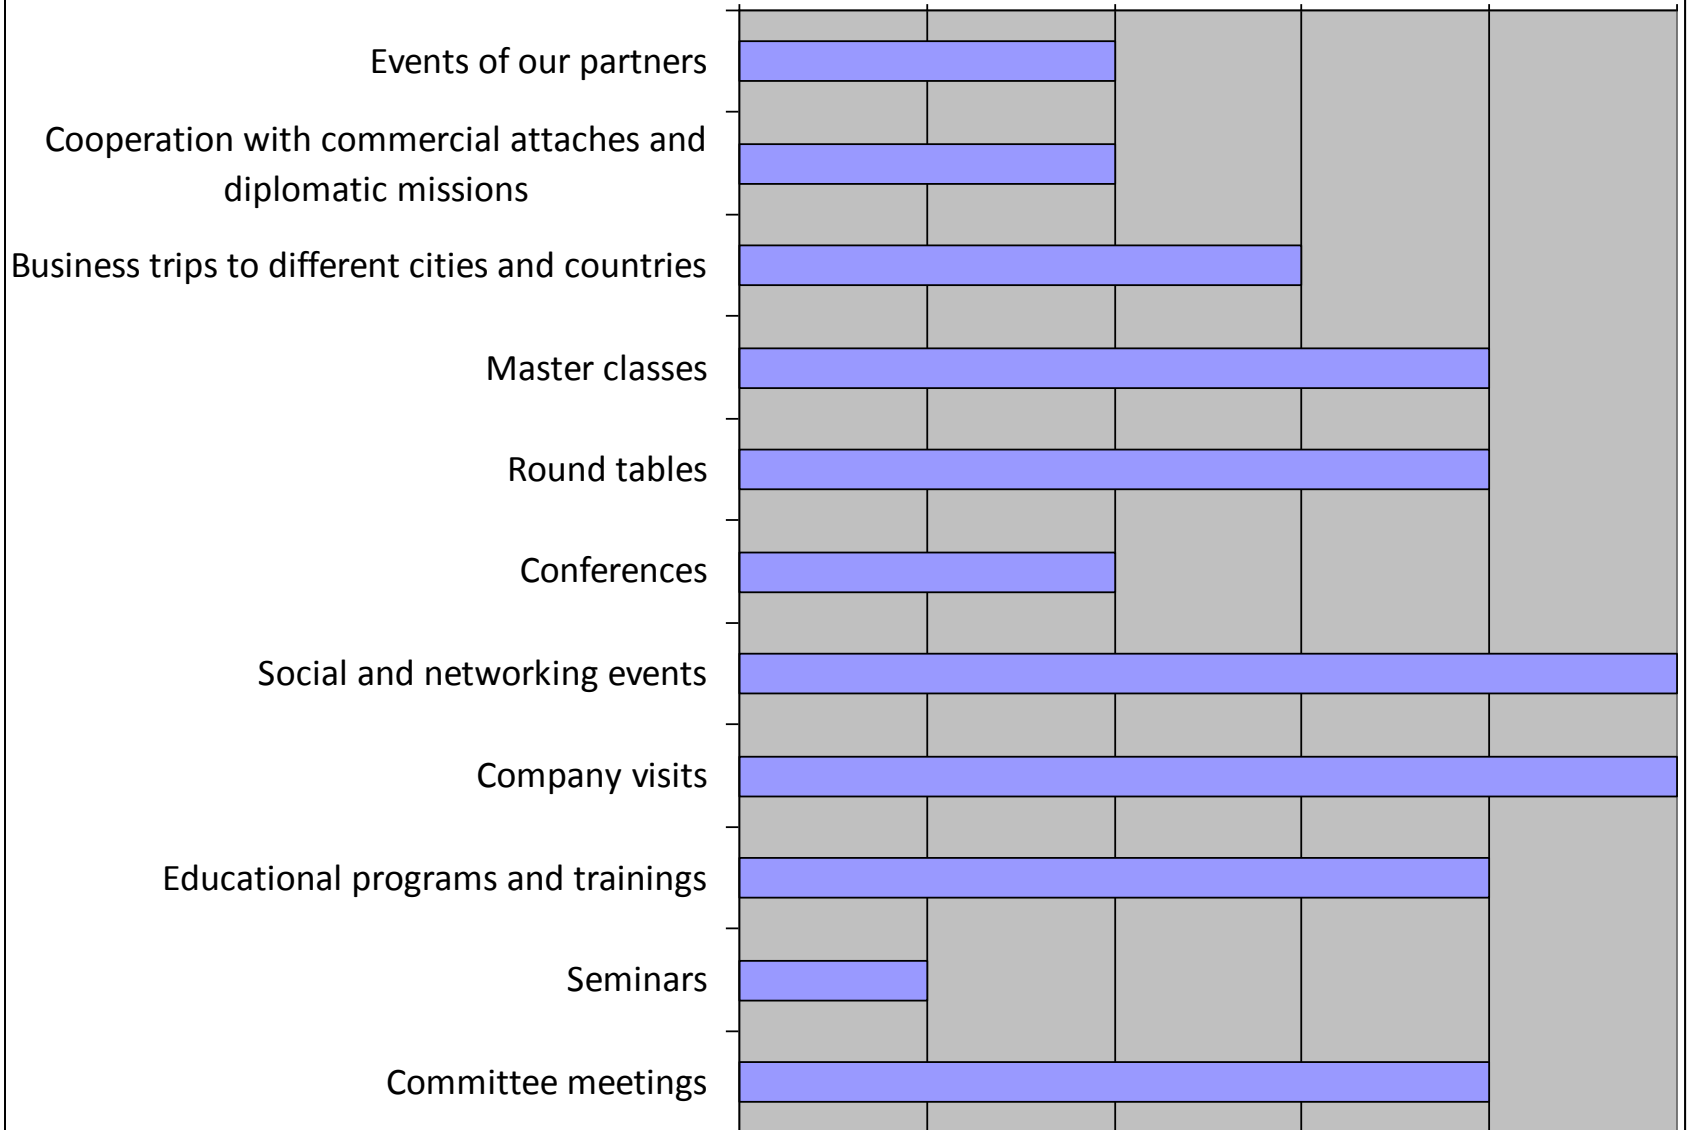 Events of our partners
Cooperation with commercial attaches and
diplomatic missions
Business trips to different cities and countries
Master classes
Round tables
Conferences
Social and networking events
Company visits
Educational programs and trainings
Seminars
Committee meetings